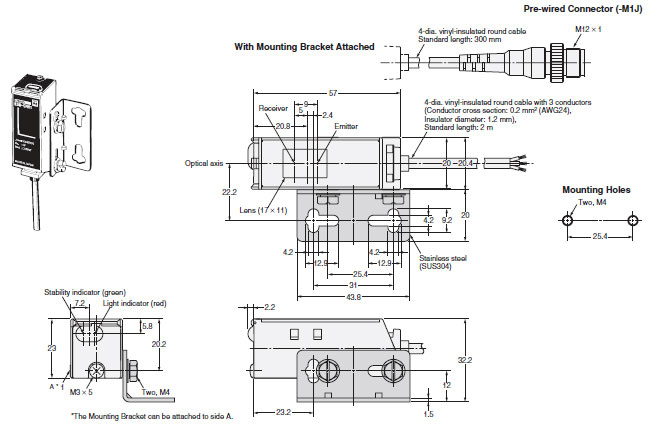 Pre-wired Connector (-M1J)
4-dia. vinyl-insulated round cable
Standard length: 300 mm
M12 × 1
With Mounting Bracket Attached
57
Receiver
9
5
2.4
20.8
Emitter
4-dia. vinyl-insulated round cable with 3 conductors
(Conductor cross section: 0.2 mm² (AWG24),
Insulator diameter: 1.2 mm),
Standard length: 2 m
Optical axis
20
20.4
22.2
Lens (17 × 11)
4.2
9.2
20
Mounting Holes
Two, M4
25.4
4.2
4.2
12.9
12.9
Stainless steel
(SUS304)
25.4
31
43.8
Stability indicator (green)
7.2
Light indicator (red)
5.8
23
20.2
A * 1
M3 × 5
Two, M4
2.2
32.2
12
1.5
23.2
*The Mounting Bracket can be attached to side A.